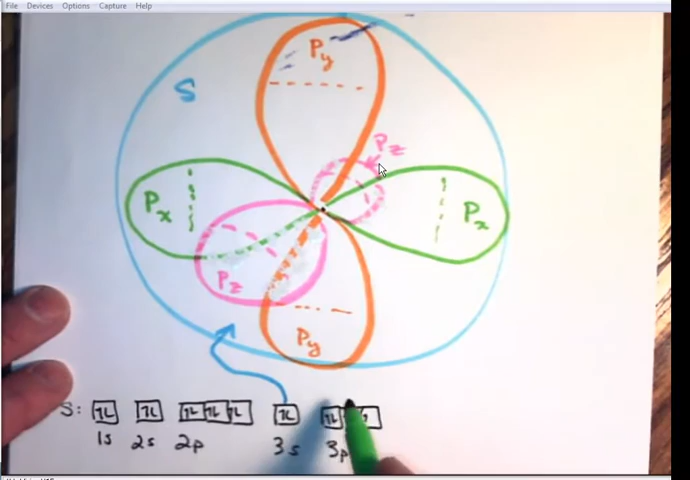 File Devices Options Capture Help
Py
S
Pz
Px
Px
Pz
Py
S: 1L 1L 1L 1L 1L 1L 1L
1s 2s 2p 3s 3p